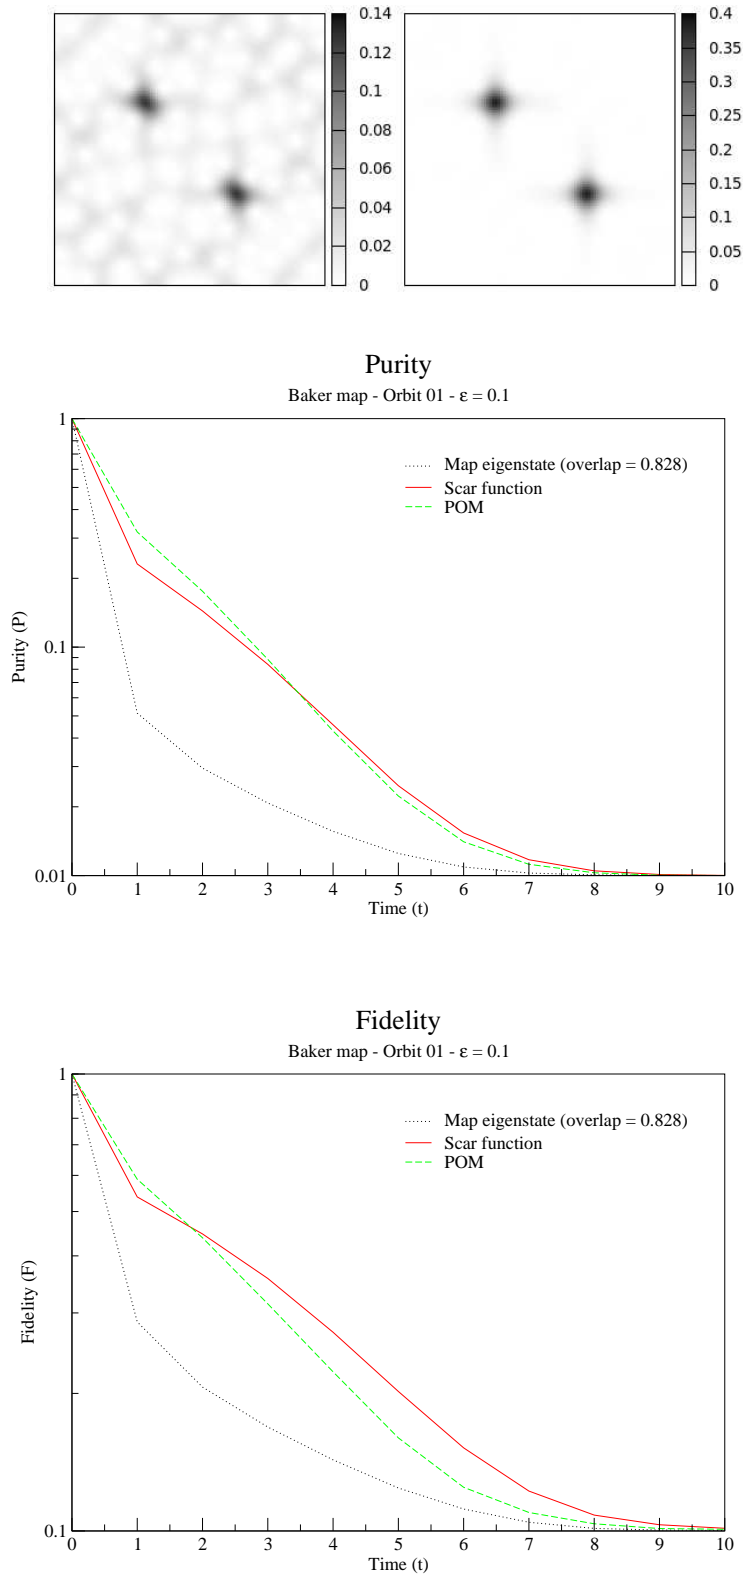 0.14
0.12
0.1
0.08
0.06
0.04
0.02
0
0.4
0.35
0.3
0.25
0.2
0.15
0.1
0.05
0
Purity
Baker map - Orbit 01 - ε = 0.1
Map eigenstate (overlap = 0.828)
Scar function
POM
Purity (P)
1
0.1
0.01
0 1 2 3 4 5 6 7 8 9 10
Time (t)
Fidelity
Baker map - Orbit 01 - ε = 0.1
Map eigenstate (overlap = 0.828)
Scar function
POM
Fidelity (F)
1
0.1
0 1 2 3 4 5 6 7 8 9 10
Time (t)